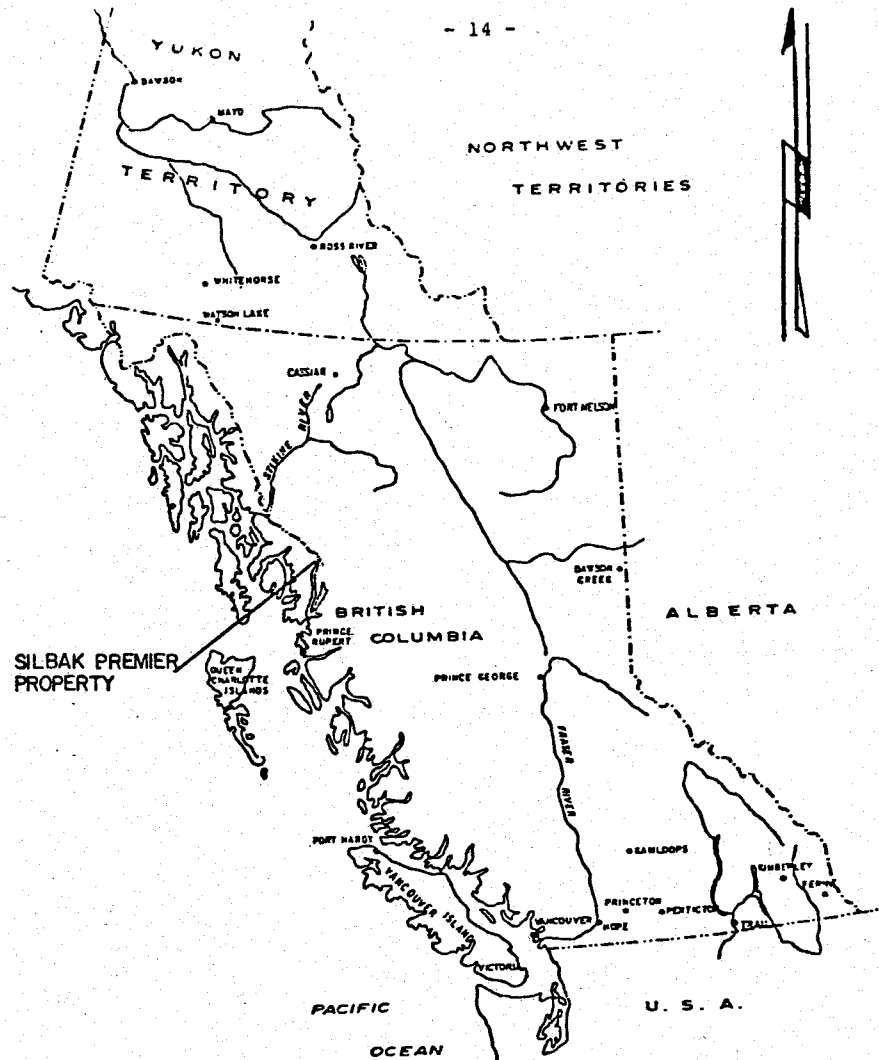 - 14 -
YUKON
DAWSON
MAYO
NORTHWEST
TERRITORIES
TERRITORY
ROSS RIVER
WHITEHORSE
WATSON LAKE
CASSIAR
STIKINE RIVER
FORT NELSON
DAWSON
CREEK
BRITISH
COLUMBIA
ALBERTA
PRINCE
RUPERT
SILBAK PREMIER
PROPERTY
QUEEN
CHARLOTTE
ISLANDS
PRINCE GEORGE
FRASER RIVER
PORT HARDY
VANCOUVER ISLAND
KAMLOOPS
KIMBERLEY
FERNIE
PRINCETON
PENTICTON
VANCOUVER
HOPE
TRAIL
VICTORIA
PACIFIC
OCEAN
U. S. A.